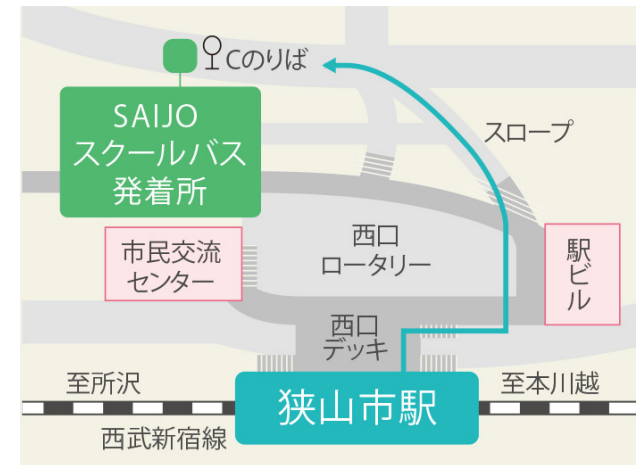 Cのりば
SAIJO
スクールバス
発着所
スロープ
市民交流
センター
西口
ロータリー
駅ビル
西口
デッキ
至所沢
狭山市駅
至本川越
西武新宿線